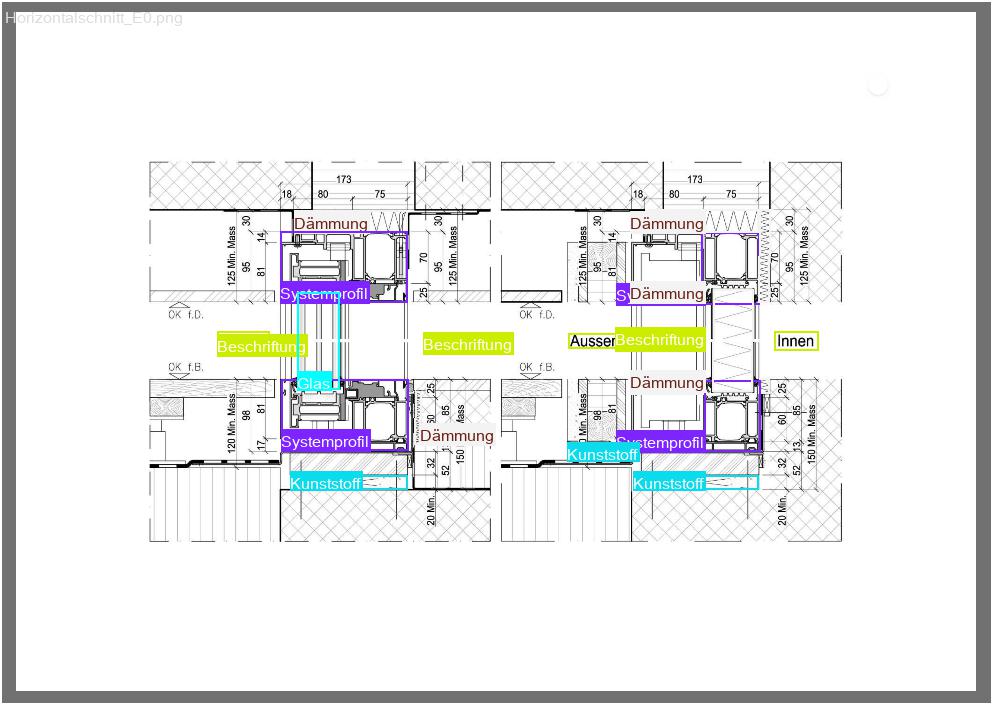 Horizontalschnitt_E0.png
173
18 80 75
30
14
125 Min. Mass
95
81
Dämmung
30
70
95
125 Min. Mass
25
Systemprofil
OK f.D.
Beschriftung
Beschriftung
OK f.B.
Glas
120 Min. Mass
98
81
17
Systemprofil
25
60
85
150 Min. Mass
Dämmung
32
52
Kunststoff
20 Min.
173
18 80 75
30
14
125 Min. Mass
95
81
Dämmung
30
70
95
125 Min. Mass
25
Dämmung
OK f.D.
Aussen
Beschriftung
Innen
OK f.B.
Dämmung
98
81
Systemprofil
25
60
85
13
150 Min. Mass
Kunststoff
32
52
Kunststoff
20 Min.